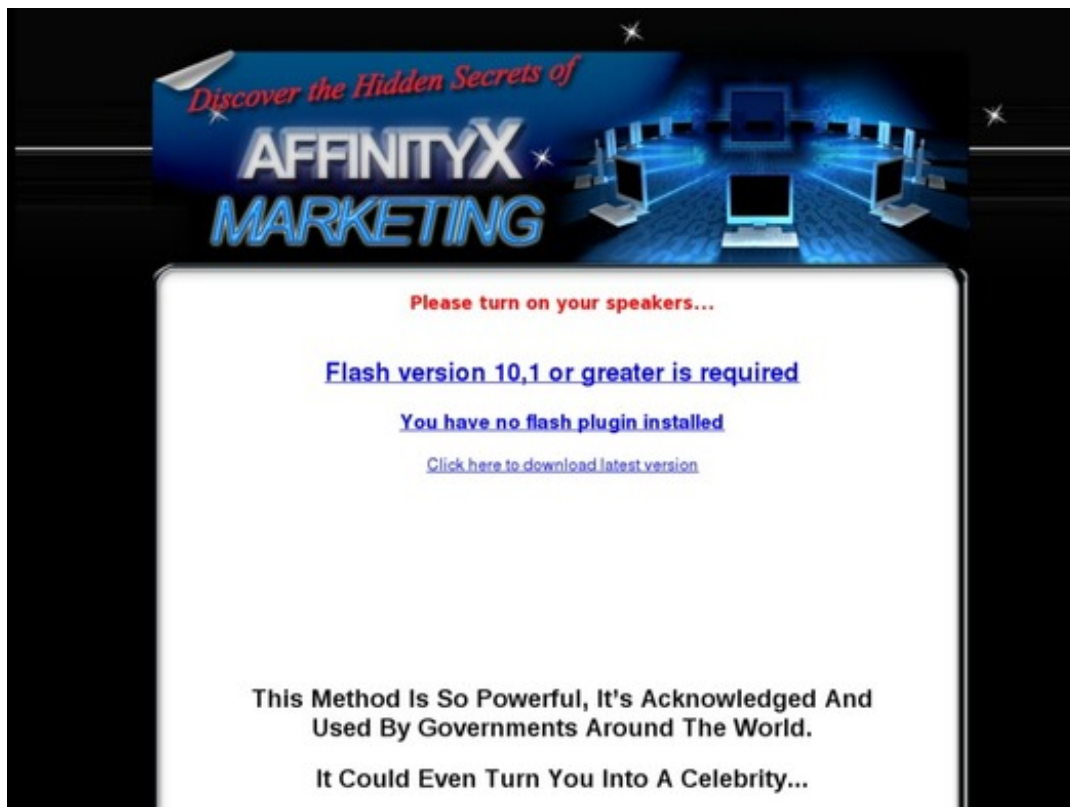 Discover the Hidden Secrets of
AFFINITYX
MARKETING
Please turn on your speakers...
Flash version 10,1 or greater is required
You have no flash plugin installed
Click here to download latest version
This Method Is So Powerful, It's Acknowledged And
Used By Governments Around The World.
It Could Even Turn You Into A Celebrity...